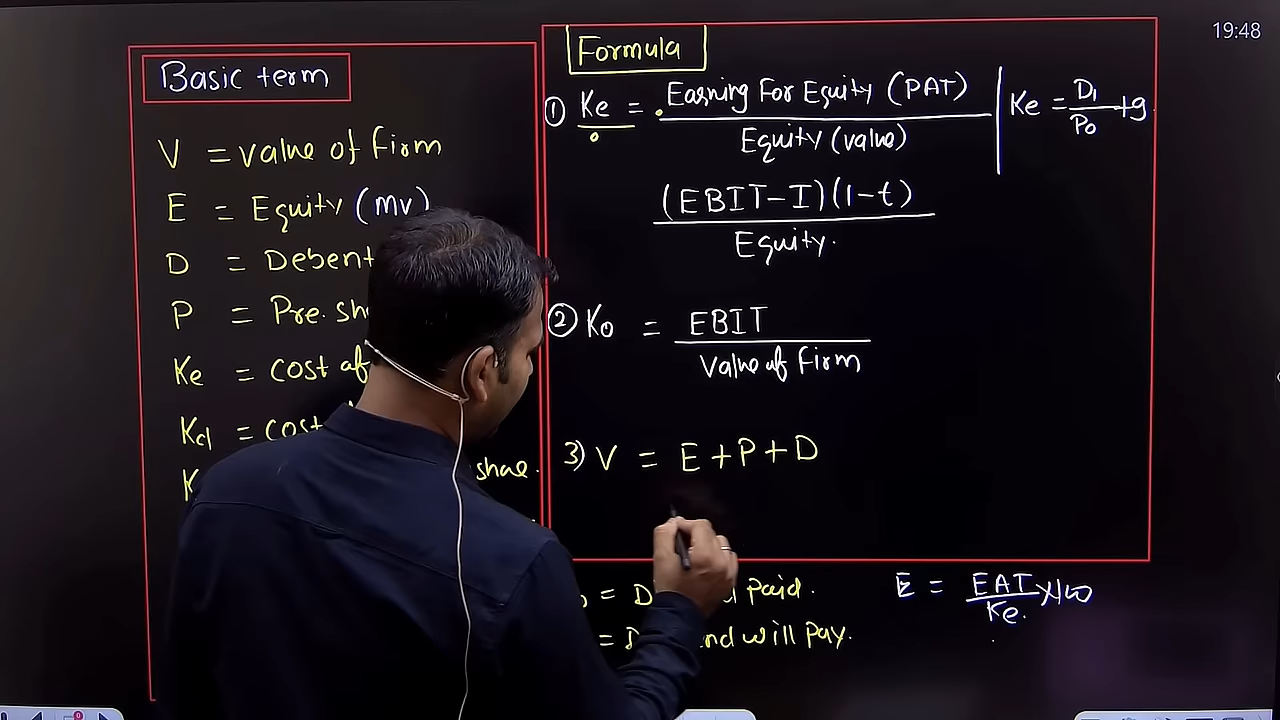 19:48
Basic term
V = value of firm
E = Equity (mv)
D = Debent
P = Pre. sh
Ke = cost of
Kd = cost
K share.
Formula
① Ke = Earning For Equity (PAT)
Equity (value)
Ke = D1 + g
P0
(EBIT-I)(1-t)
Equity.
② Ko = EBIT
Value of firm
3) V = E+P+D
= D paid.
= nd will pay.
E = EAT x100
Ke.